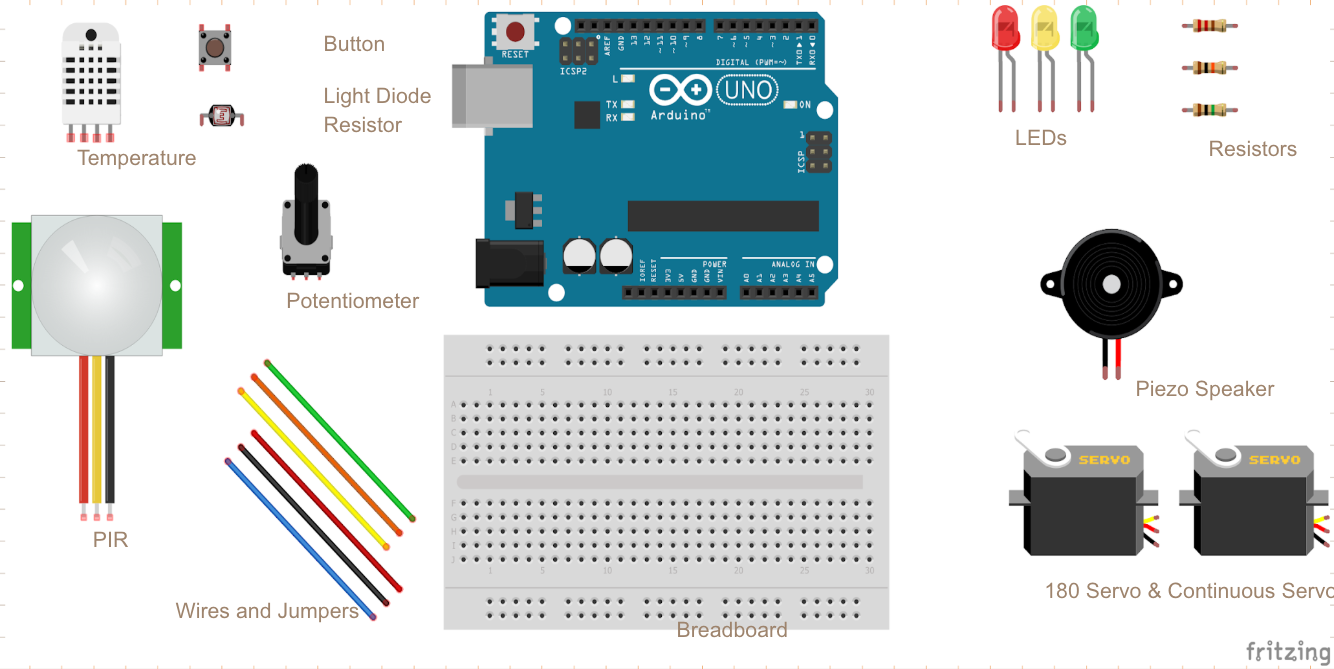 Button
Light Diode
Resistor
Temperature
Potentiometer
PIR
Wires and Jumpers
RESET
ICSP2
AREF
GND
13
12
~11
~10
~9
8
7
~6
~5
4
~3
2
TX0▶1
RX0◀0
DIGITAL (PWM=~)
L
TX
RX
Arduino™
UNO
ON
1
ICSP
IOREF
RESET
3V3
5V
GND
GND
VIN
POWER
A0
A1
A2
A3
A4
A5
ANALOG IN
1 5 10 15 20 25 30
A
B
C
D
E
F
G
H
I
J
1 5 10 15 20 25 30
Breadboard
LEDs
Resistors
Piezo Speaker
SERVO
SERVO
180 Servo & Continuous Servo
fritzing